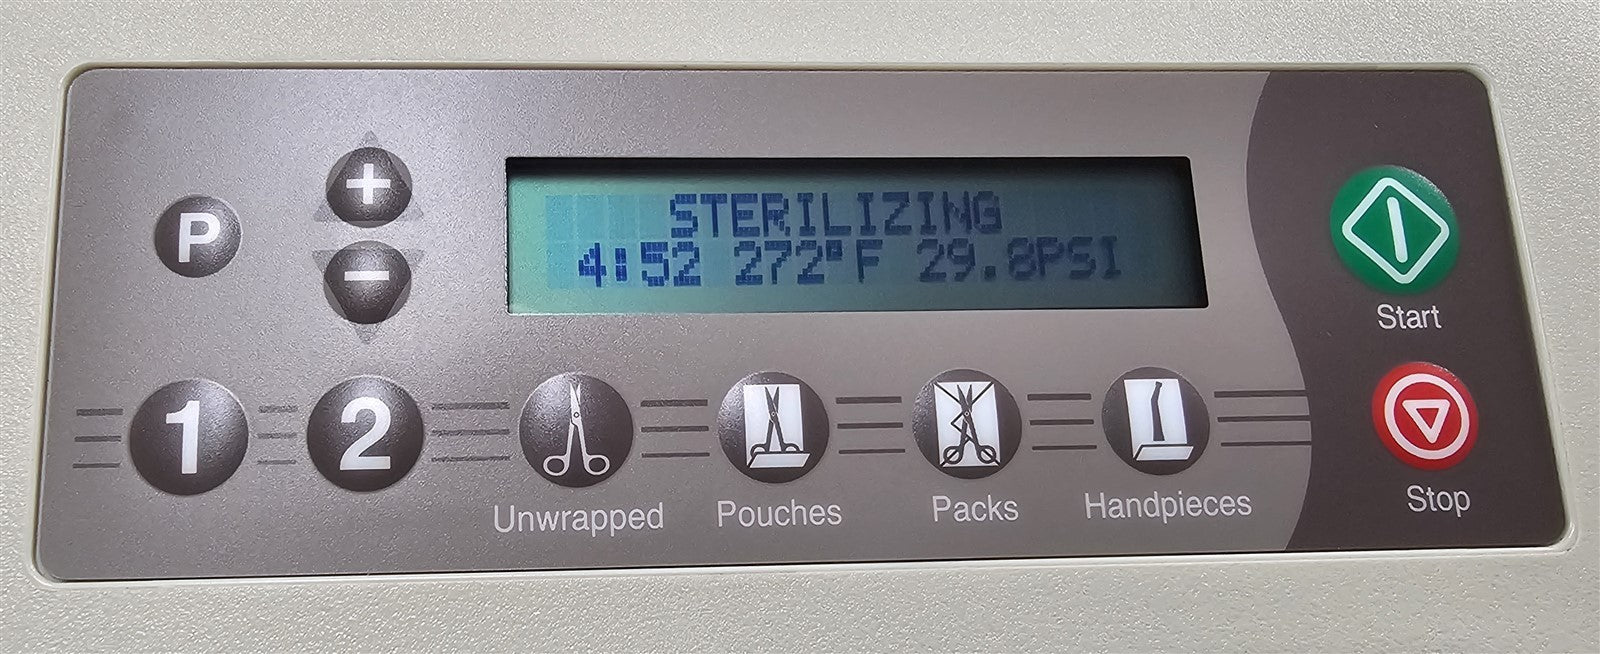 P
+
−
STERILIZING
4:52 272°F 29.8PSI
Start
1 2
Unwrapped Pouches Packs Handpieces
Stop